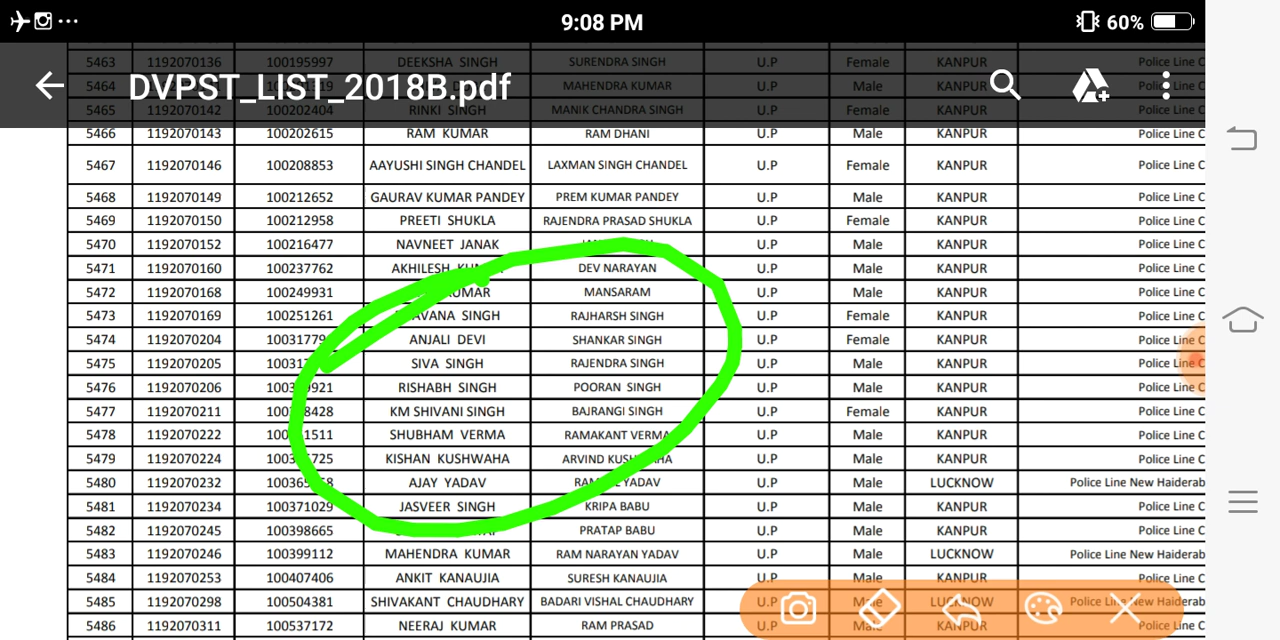 9:08 PM
60%
DVPST_LIST_2018B.pdf
5463 1192070136 100195997 DEEKSHA SINGH SURENDRA SINGH U.P Female KANPUR Police Line C
5464 MAHENDRA KUMAR U.P Male KANPUR Police Line C
5465 1192070142 100202404 RINKI SINGH MANIK CHANDRA SINGH U.P Female KANPUR Police Line C
5466 1192070143 100202615 RAM KUMAR RAM DHANI U.P Male KANPUR Police Line C
5467 1192070146 100208853 AAYUSHI SINGH CHANDEL LAXMAN SINGH CHANDEL U.P Female KANPUR Police Line C
5468 1192070149 100212652 GAURAV KUMAR PANDEY PREM KUMAR PANDEY U.P Male KANPUR Police Line C
5469 1192070150 100212958 PREETI SHUKLA RAJENDRA PRASAD SHUKLA U.P Female KANPUR Police Line C
5470 1192070152 100216477 NAVNEET JANAK U.P Male KANPUR Police Line C
5471 1192070160 100237762 AKHILESH DEV NARAYAN U.P Male KANPUR Police Line C
5472 1192070168 100249931 KUMAR MANSARAM U.P Male KANPUR Police Line C
5473 1192070169 100251261 SINGH RAJHARSH SINGH U.P Female KANPUR Police Line C
5474 1192070204 ANJALI DEVI SHANKAR SINGH U.P Female KANPUR Police Line C
5475 1192070205 SIVA SINGH RAJENDRA SINGH U.P Male KANPUR Police Line C
5476 1192070206 RISHABH SINGH POORAN SINGH U.P Male KANPUR Police Line C
5477 1192070211 KM SHIVANI SINGH BAJRANGI SINGH U.P Female KANPUR Police Line C
5478 1192070222 SHUBHAM VERMA RAMAKANT VERMA U.P Male KANPUR Police Line C
5479 1192070224 KISHAN KUSHWAHA ARVIND KUSHWAHA U.P Male KANPUR Police Line C
5480 1192070232 AJAY YADAV YADAV U.P Male LUCKNOW Police Line New Haiderab
5481 1192070234 100371029 JASVEER SINGH KRIPA BABU U.P Male KANPUR Police Line C
5482 1192070245 100398665 PRATAP BABU U.P Male KANPUR Police Line C
5483 1192070246 100399112 MAHENDRA KUMAR RAM NARAYAN YADAV U.P Male LUCKNOW Police Line New Haiderab
5484 1192070253 100407406 ANKIT KANAUJIA SURESH KANAUJIA U.P Male KANPUR Police Line C
5485 1192070298 100504381 SHIVAKANT CHAUDHARY BADARI VISHAL CHAUDHARY U.P Male LUCKNOW Police Line New Haiderab
5486 1192070311 100537172 NEERAJ KUMAR RAM PRASAD U.P Male KANPUR Police Line C